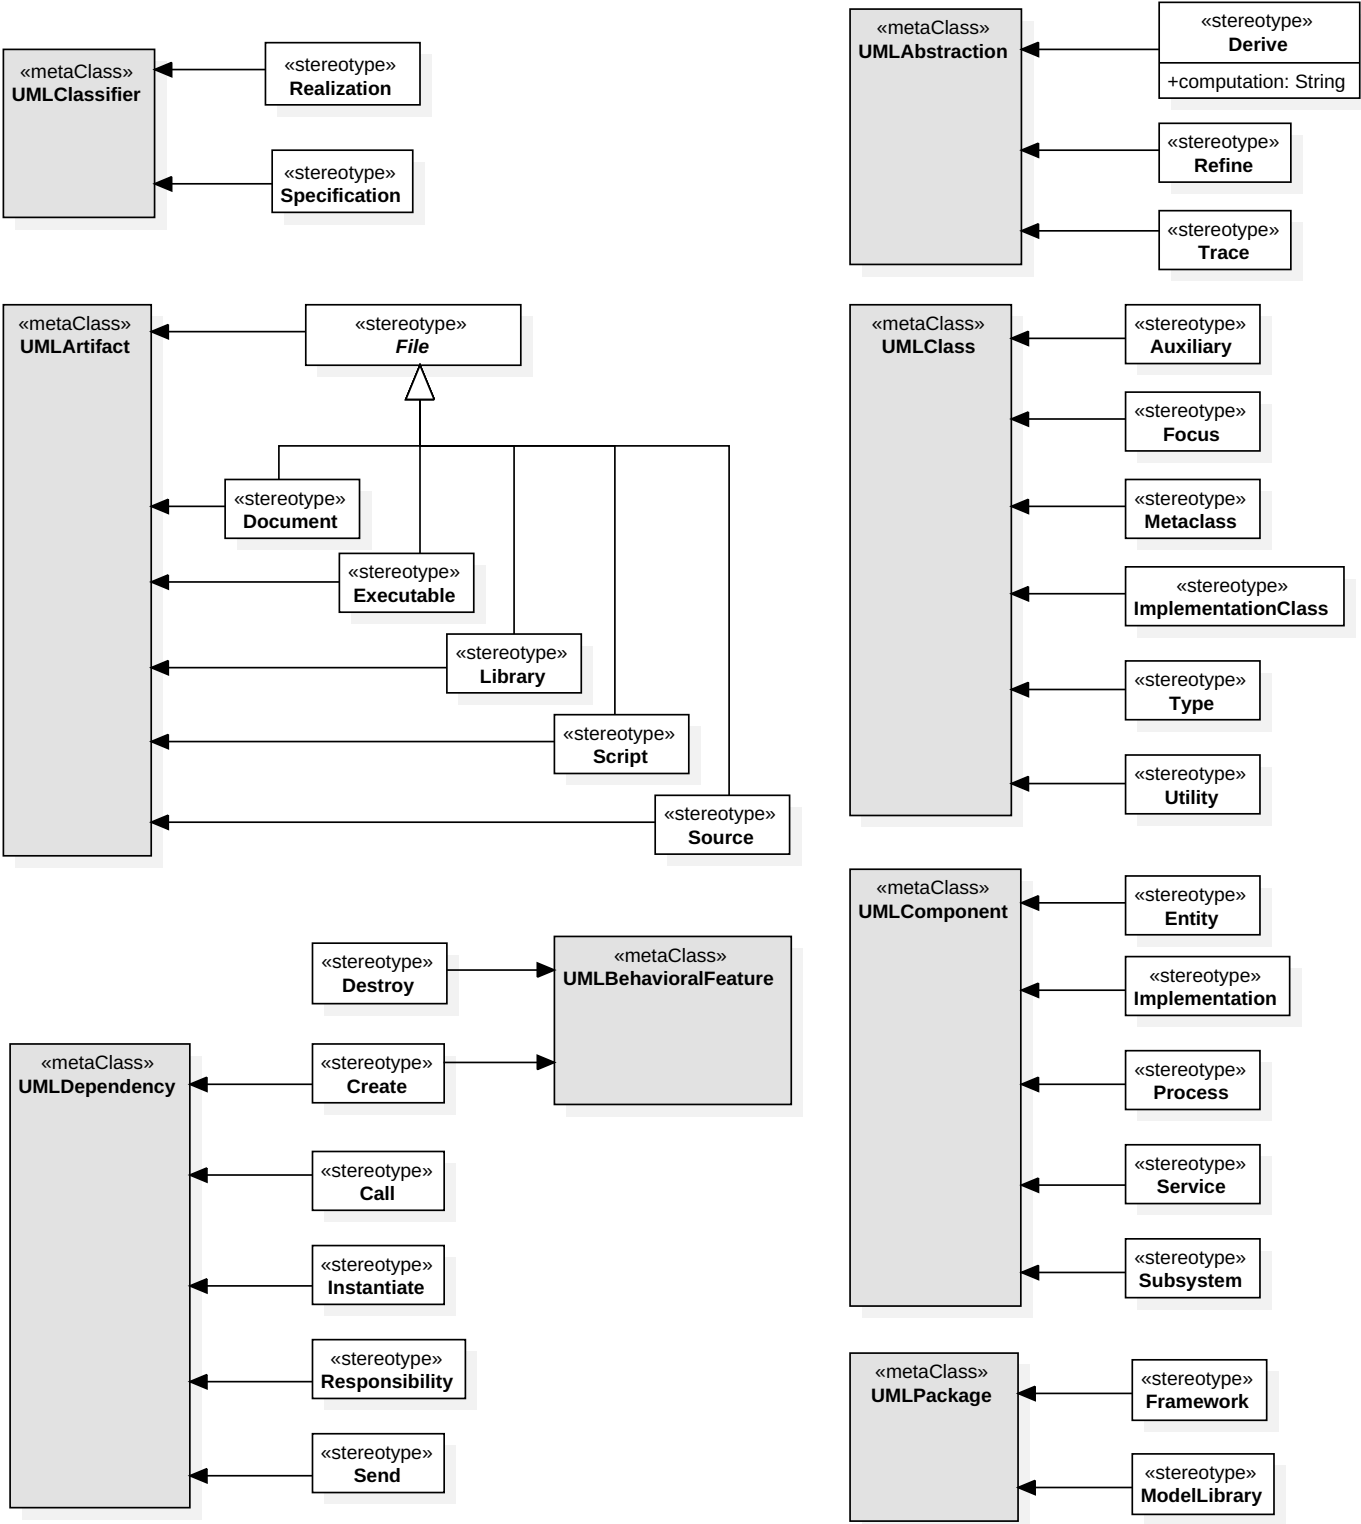 «metaClass»
UMLClassifier
«stereotype»
Realization
«stereotype»
Specification
«metaClass»
UMLArtifact
«stereotype»
File
«stereotype»
Document
«stereotype»
Executable
«stereotype»
Library
«stereotype»
Script
«stereotype»
Source
«stereotype»
Destroy
«metaClass»
UMLBehavioralFeature
«metaClass»
UMLDependency
«stereotype»
Create
«stereotype»
Call
«stereotype»
Instantiate
«stereotype»
Responsibility
«stereotype»
Send
«metaClass»
UMLAbstraction
«stereotype»
Derive
+computation: String
«stereotype»
Refine
«stereotype»
Trace
«metaClass»
UMLClass
«stereotype»
Auxiliary
«stereotype»
Focus
«stereotype»
Metaclass
«stereotype»
ImplementationClass
«stereotype»
Type
«stereotype»
Utility
«metaClass»
UMLComponent
«stereotype»
Entity
«stereotype»
Implementation
«stereotype»
Process
«stereotype»
Service
«stereotype»
Subsystem
«metaClass»
UMLPackage
«stereotype»
Framework
«stereotype»
ModelLibrary